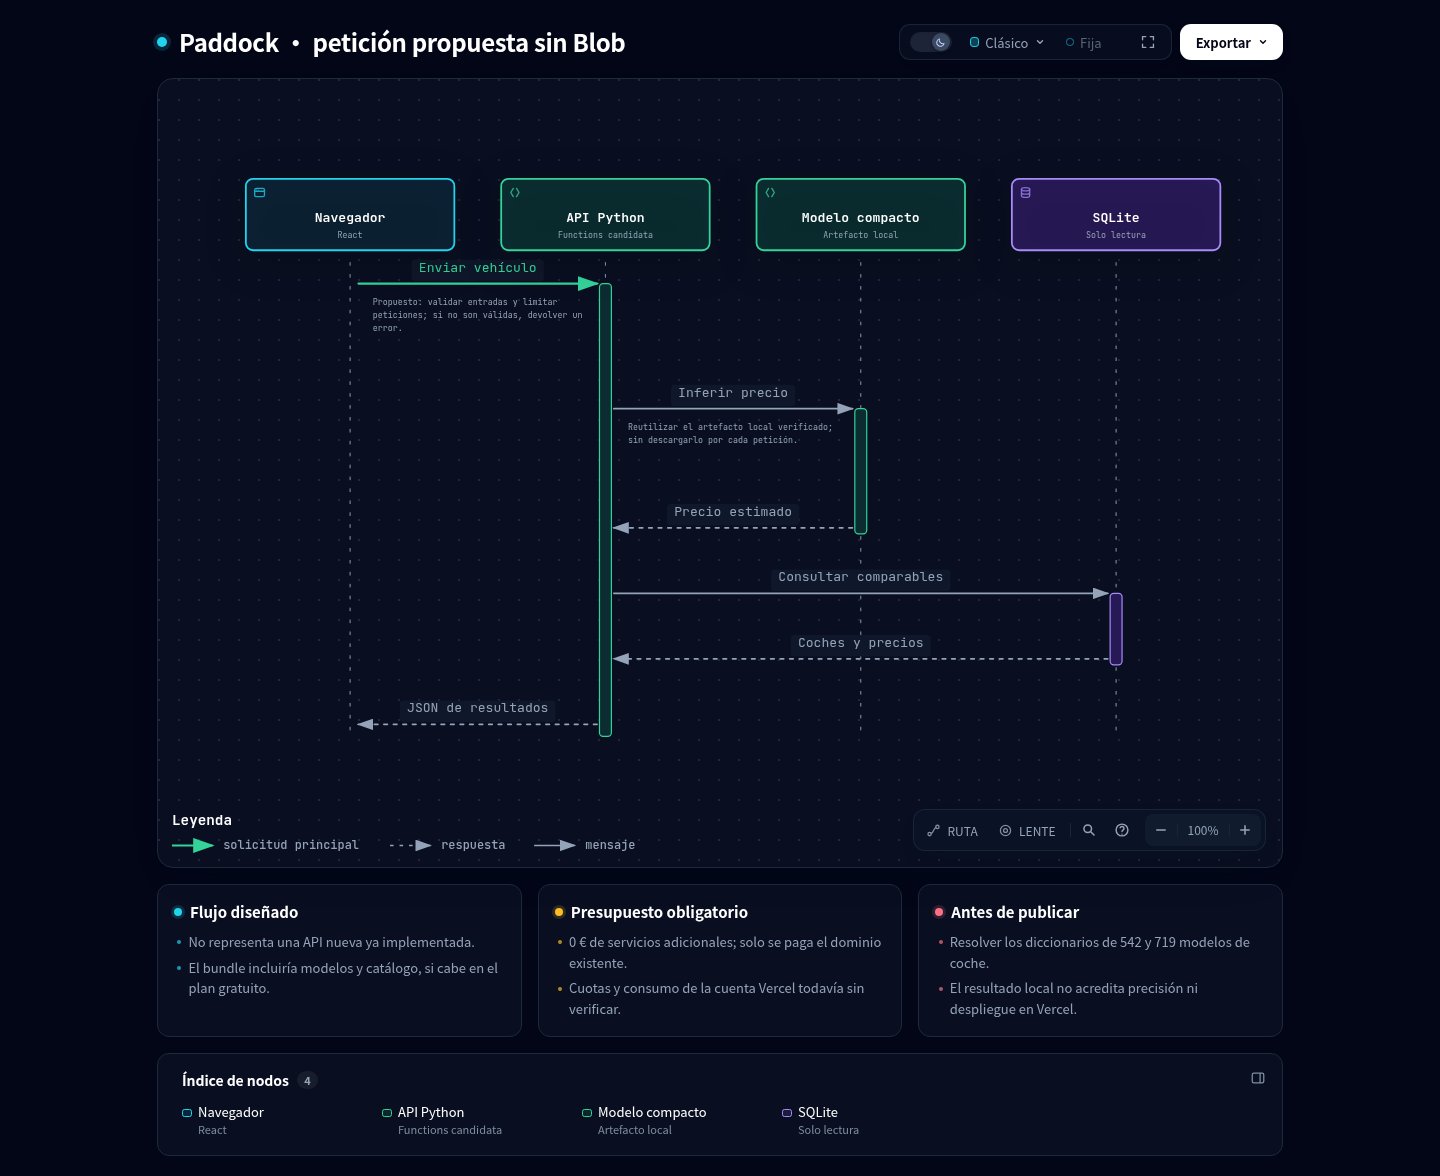 Paddock • petición propuesta sin Blob
Clásico
Fija
Exportar
Navegador
React
API Python
Functions candidata
Modelo compacto
Artefacto local
SQLite
Solo lectura
Enviar vehículo
Propuesto: validar entradas y limitar
peticiones; si no son válidas, devolver un
error.
Inferir precio
Reutilizar el artefacto local verificado;
sin descargarlo por cada petición.
Precio estimado
Consultar comparables
Coches y precios
JSON de resultados
Leyenda
solicitud principal
respuesta
mensaje
RUTA
LENTE
100%
Flujo diseñado
No representa una API nueva ya implementada.
El bundle incluiría modelos y catálogo, si cabe en el
plan gratuito.
Presupuesto obligatorio
0 € de servicios adicionales; solo se paga el dominio
existente.
Cuotas y consumo de la cuenta Vercel todavía sin
verificar.
Antes de publicar
Resolver los diccionarios de 542 y 719 modelos de
coche.
El resultado local no acredita precisión ni
despliegue en Vercel.
Índice de nodos 4
Navegador
React
API Python
Functions candidata
Modelo compacto
Artefacto local
SQLite
Solo lectura